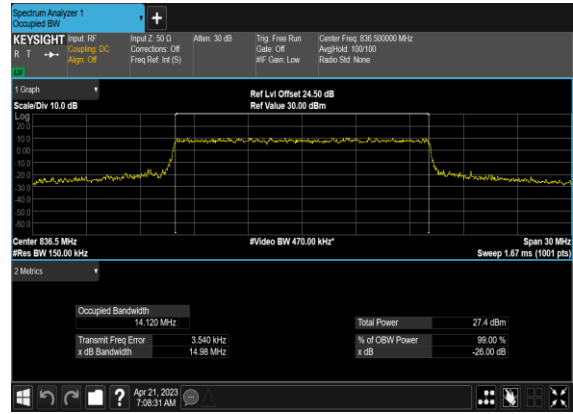 Spectrum Analyzer 1
Occupied BW
+
KEYSIGHT Input: RF
R T Coupling: DC
Align: Off
Input Z: 50 Ω
Corrections: Off
Freq Ref: Int (S)
Atten: 30 dB
Trig: Free Run
Gate: Off
#IF Gain: Low
Center Freq: 836.500000 MHz
Avg|Hold: 100/100
Radio Std: None
LW
1 Graph
Scale/Div 10.0 dB
Ref Lvl Offset 24.50 dB
Ref Value 30.00 dBm
Log
20.0
10.0
0.00
-10.0
-20.0
-30.0
-40.0
-50.0
-60.0
Center 836.5 MHz
#Res BW 150.00 kHz
#Video BW 470.00 kHz*
Span 30 MHz
Sweep 1.67 ms (1001 pts)
2 Metrics
Occupied Bandwidth
14.120 MHz
Transmit Freq Error 3.540 kHz
x dB Bandwidth 14.98 MHz
Total Power 27.4 dBm
% of OBW Power 99.00 %
x dB -26.00 dB
?
Apr 21, 2023
7:08:31 AM